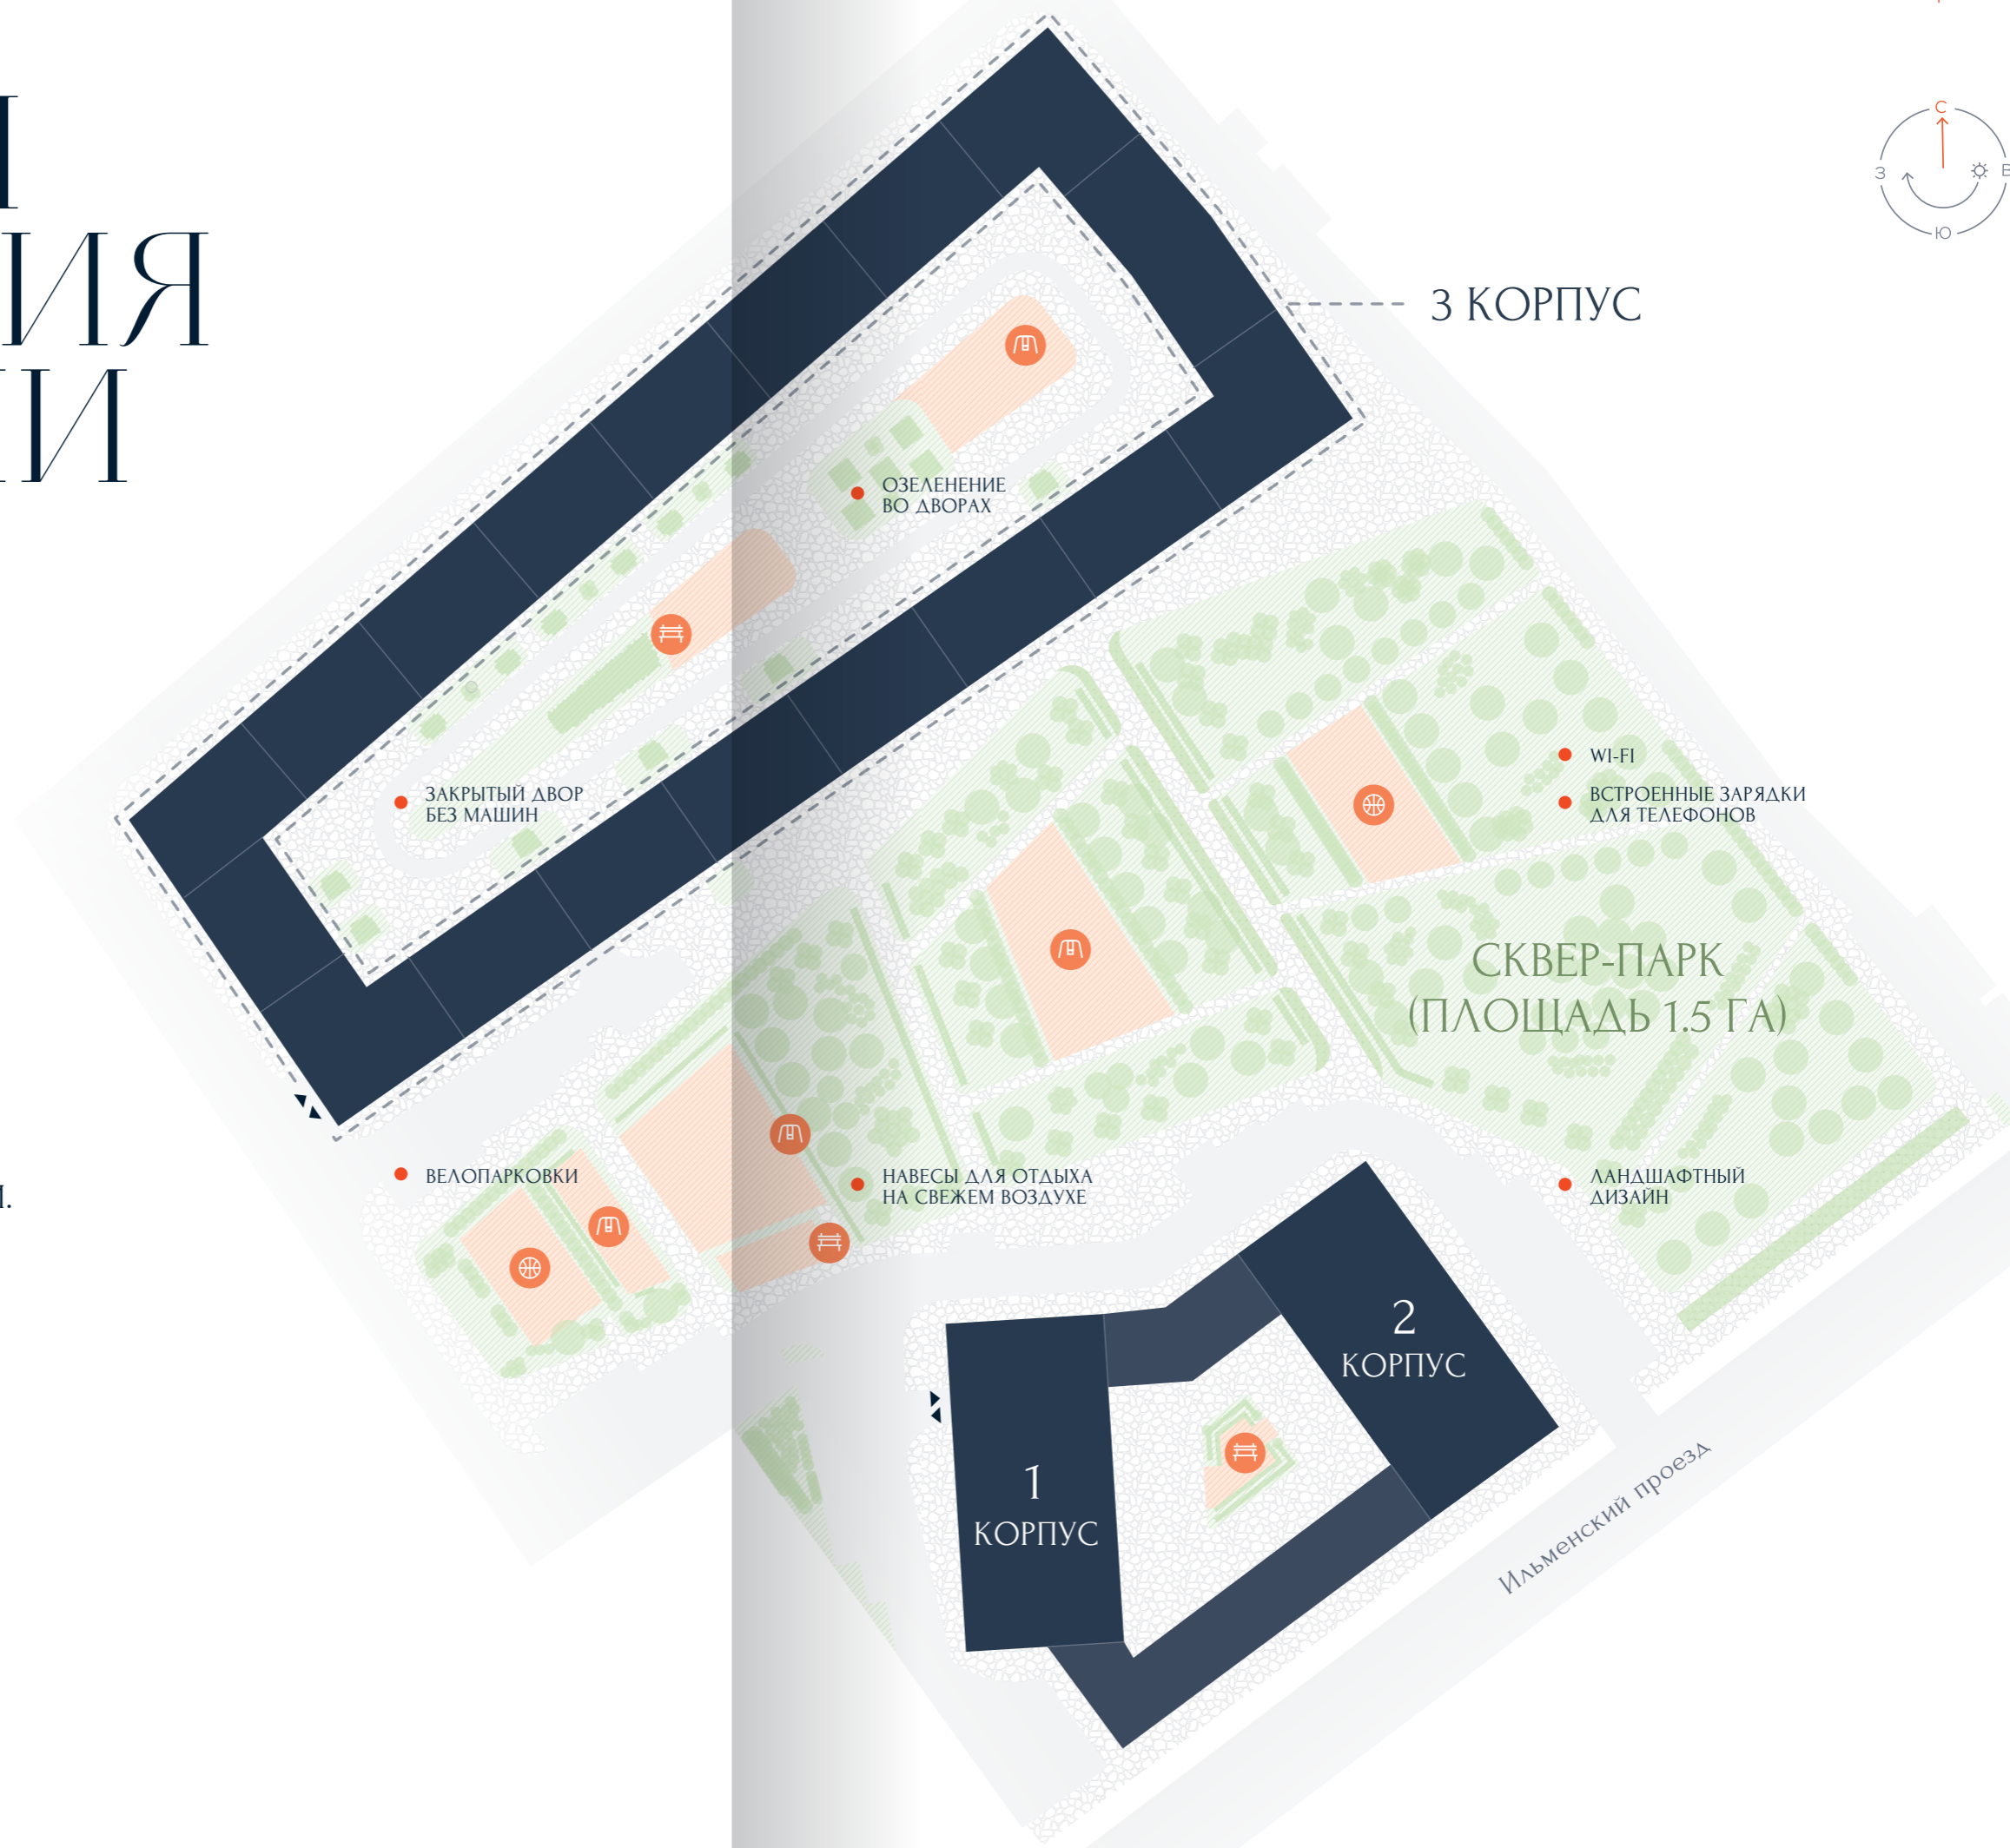 ИЯ
С
З
В
Ю
3 КОРПУС
ОЗЕЛЕНЕНИЕ
ВО ДВОРАХ
ЗАКРЫТЫЙ ДВОР
БЕЗ МАШИН
WI-FI
ВСТРОЕННЫЕ ЗАРЯДКИ
ДЛЯ ТЕЛЕФОНОВ
СКВЕР-ПАРК
(ПЛОЩАДЬ 1.5 ГА)
ВЕЛОПАРКОВКИ
НАВЕСЫ ДЛЯ ОТДЫХА
НА СВЕЖЕМ ВОЗДУХЕ
ЛАНДШАФТНЫЙ
ДИЗАЙН
2
КОРПУС
1
КОРПУС
Ильменский проезд